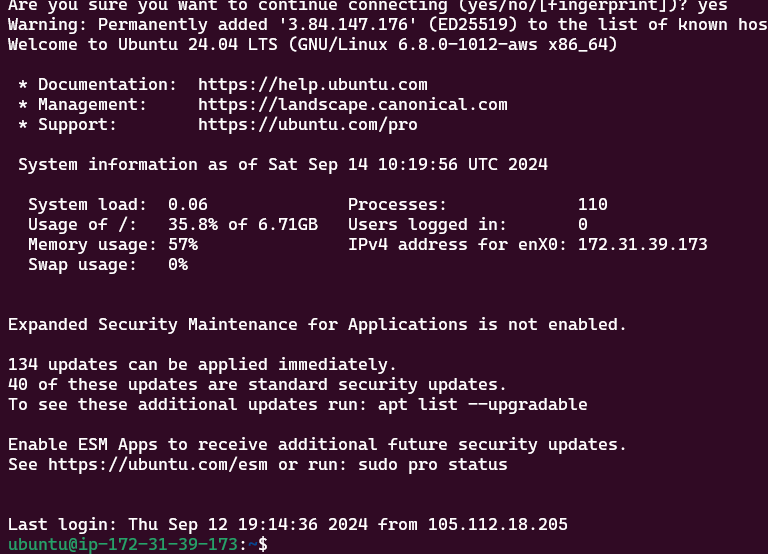 Are you sure you want to continue connecting (yes/no/[fingerprint])? yes
Warning: Permanently added '3.84.147.176' (ED25519) to the list of known hos
Welcome to Ubuntu 24.04 LTS (GNU/Linux 6.8.0-1012-aws x86_64)

 * Documentation:  https://help.ubuntu.com
 * Management:     https://landscape.canonical.com
 * Support:        https://ubuntu.com/pro

 System information as of Sat Sep 14 10:19:56 UTC 2024

  System load:  0.06              Processes:             110
  Usage of /:   35.8% of 6.71GB   Users logged in:       0
  Memory usage: 57%               IPv4 address for enX0: 172.31.39.173
  Swap usage:   0%

Expanded Security Maintenance for Applications is not enabled.

134 updates can be applied immediately.
40 of these updates are standard security updates.
To see these additional updates run: apt list --upgradable

Enable ESM Apps to receive additional future security updates.
See https://ubuntu.com/esm or run: sudo pro status

Last login: Thu Sep 12 19:14:36 2024 from 105.112.18.205
ubuntu@ip-172-31-39-173:~$